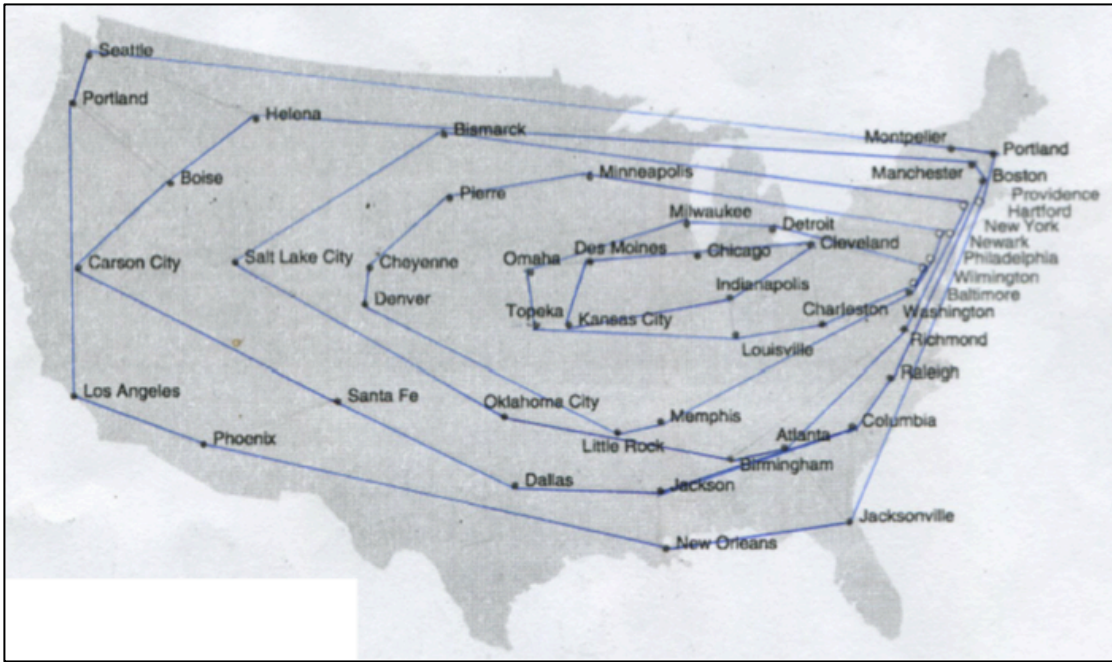 Seattle
Portland
Helena
Bismarck
Montpelier
Portland
Manchester
Boston
Boise
Pierre
Minneapolis
Providence
Hartford
Milwaukee
Detroit
New York
Des Moines
Chicago
Cleveland
Newark
Carson City
Salt Lake City
Cheyenne
Omaha
Philadelphia
Indianapolis
Wilmington
Denver
Topeka
Kaneas City
Charleston
Baltimore
Washington
Louisville
Richmond
Raleigh
Los Angeles
Santa Fe
Oklahoma City
Memphis
Columbia
Phoenix
Little Rock
Atlanta
Birmingham
Dallas
Jackson
Jacksonville
New Orleans